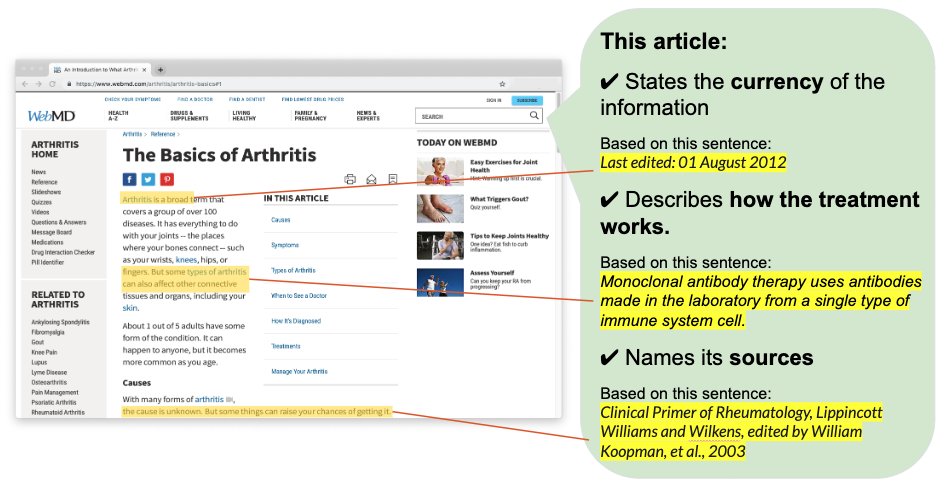 An Introduction to What Arthri
https://www.webmd.com/arthritis/arthritis-basics#1
CHECK YOUR SYMPTOMS FIND A DOCTOR FIND A DENTIST FIND LOWEST DRUG PRICES SIGN IN SUBSCRIBE
WebMD
HEALTH A-Z
DRUGS & SUPPLEMENTS
LIVING HEALTHY
FAMILY & PREGNANCY
NEWS & EXPERTS
SEARCH
ARTHRITIS
HOME
News
Reference
Slideshows
Quizzes
Videos
Questions & Answers
Message Board
Medications
Drug Interaction Checker
Pill Identifier
RELATED TO
ARTHRITIS
Ankylosing Spondylitis
Fibromyalgia
Gout
Knee Pain
Lupus
Lyme Disease
Osteoarthritis
Pain Management
Psoriatic Arthritis
Rheumatoid Arthritis
Arthritis > Reference >
The Basics of Arthritis
Arthritis is a broad term that
covers a group of over 100
diseases. It has everything to do
with your joints -- the places
where your bones connect -- such
as your wrists, knees, hips, or
fingers. But some types of arthritis
can also affect other connective
tissues and organs, including your
skin.
About 1 out of 5 adults have some
form of the condition. It can
happen to anyone, but it becomes
more common as you age.
Causes
With many forms of arthritis,
the cause is unknown. But some things can raise your chances of getting it.
IN THIS ARTICLE
Causes
Symptoms
Types of Arthritis
When to See a Doctor
How It's Diagnosed
Treatments
Manage Your Arthritis
TODAY ON WEBMD
Easy Exercises for Joint
Health
Hint: Warming up first is crucial.
What Triggers Gout?
Quiz yourself.
Tips to Keep Joints Healthy
One idea? Eat fish to curb
inflammation.
Assess Yourself
Can you keep your RA from
progressing?
This article:
✔ States the currency of the
information
Based on this sentence:
Last edited: 01 August 2012
✔ Describes how the treatment
works.
Based on this sentence:
Monoclonal antibody therapy uses antibodies
made in the laboratory from a single type of
immune system cell.
✔ Names its sources
Based on this sentence:
Clinical Primer of Rheumatology, Lippincott
Williams and Wilkens, edited by William
Koopman, et al., 2003